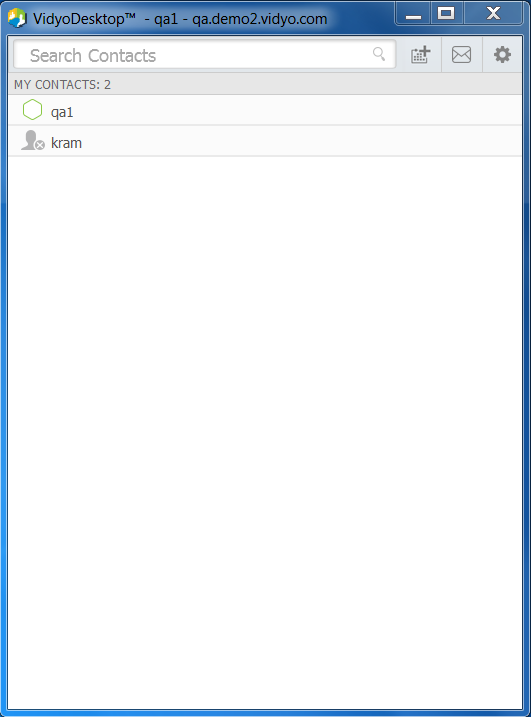 VidyoDesktop™ - qa1 - qa.demo2.vidyo.com
Search Contacts
MY CONTACTS: 2
qa1
kram